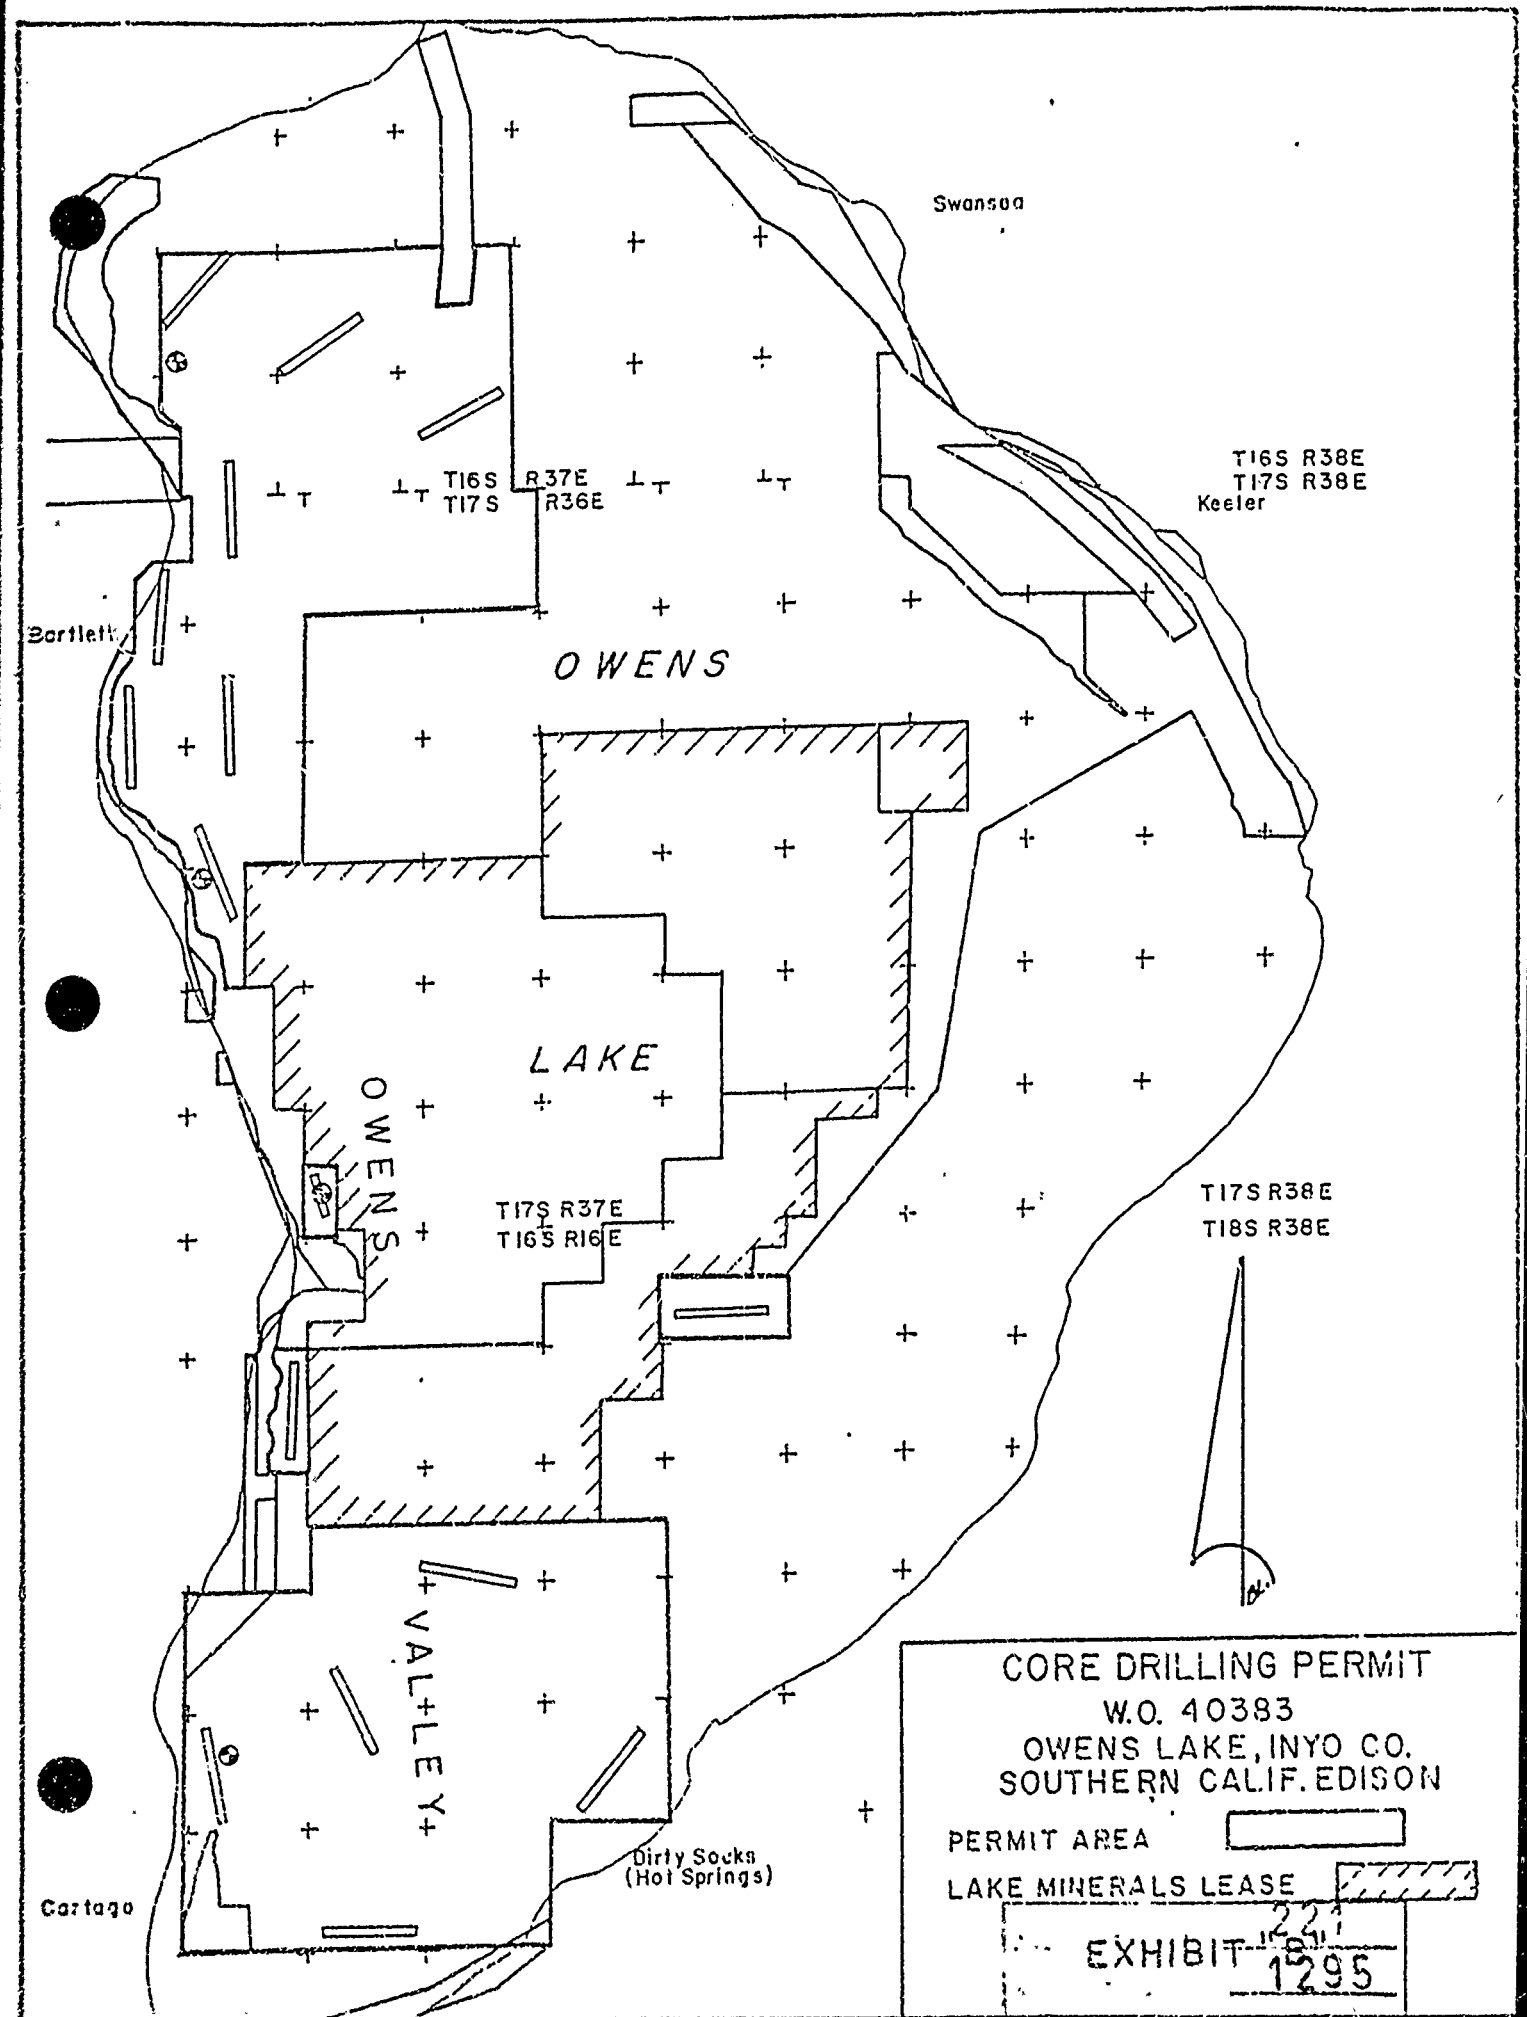 Swansea
T16S R37E
T17S R36E
T16S R38E
T17S R38E
Keeler
Bartlett
OWENS
LAKE
OWENS
T17S R37E
T16S R16E
T17S R38E
T18S R38E
VALLEY
Dirty Socks
(Hot Springs)
Cartago
CORE DRILLING PERMIT
W.O. 40383
OWENS LAKE, INYO CO.
SOUTHERN CALIF. EDISON
PERMIT AREA
LAKE MINERALS LEASE
221
EXHIBIT "B"
1295